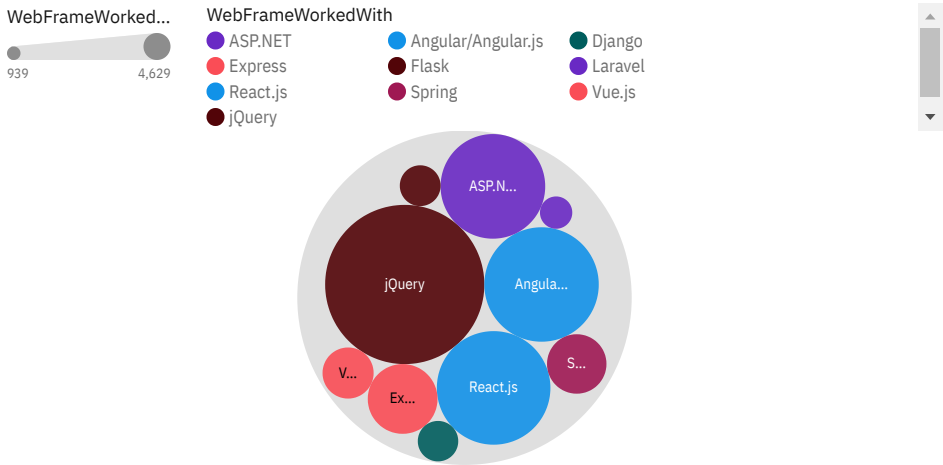 WebFrameWorked...
939 4,629
WebFrameWorkedWith
ASP.NET Angular/Angular.js Django
Express Flask Laravel
React.js Spring Vue.js
jQuery
ASP.N...
jQuery
Angula...
S...
V...
React.js
Ex...